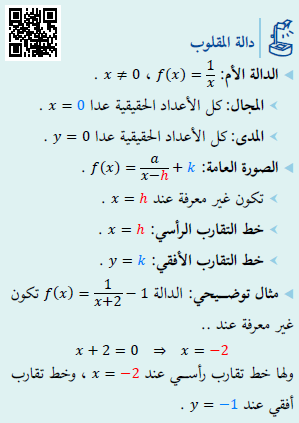 دالة المقلوب
الدالة الأم: f(x) = 1/x ، x ≠ 0 .
المجال: كل الأعداد الحقيقية عدا x = 0 .
المدى: كل الأعداد الحقيقية عدا y = 0 .
الصورة العامة: f(x) = a/(x−h) + k .
تكون غير معرفة عند x = h .
خط التقارب الرأسي: x = h .
خط التقارب الأفقي: y = k .
مثال توضيحي: الدالة f(x) = 1/(x+2) − 1 تكون
غير معرفة عند ..
x + 2 = 0 ⇒ x = −2
ولها خط تقارب رأسي عند x = −2 ، وخط تقارب
أفقي عند y = −1 .